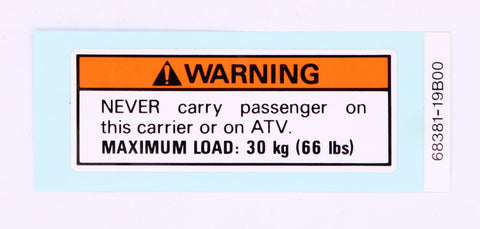 WARNING
NEVER carry passenger on
this carrier or on ATV.
MAXIMUM LOAD: 30 kg (66 lbs)
68381-19B00